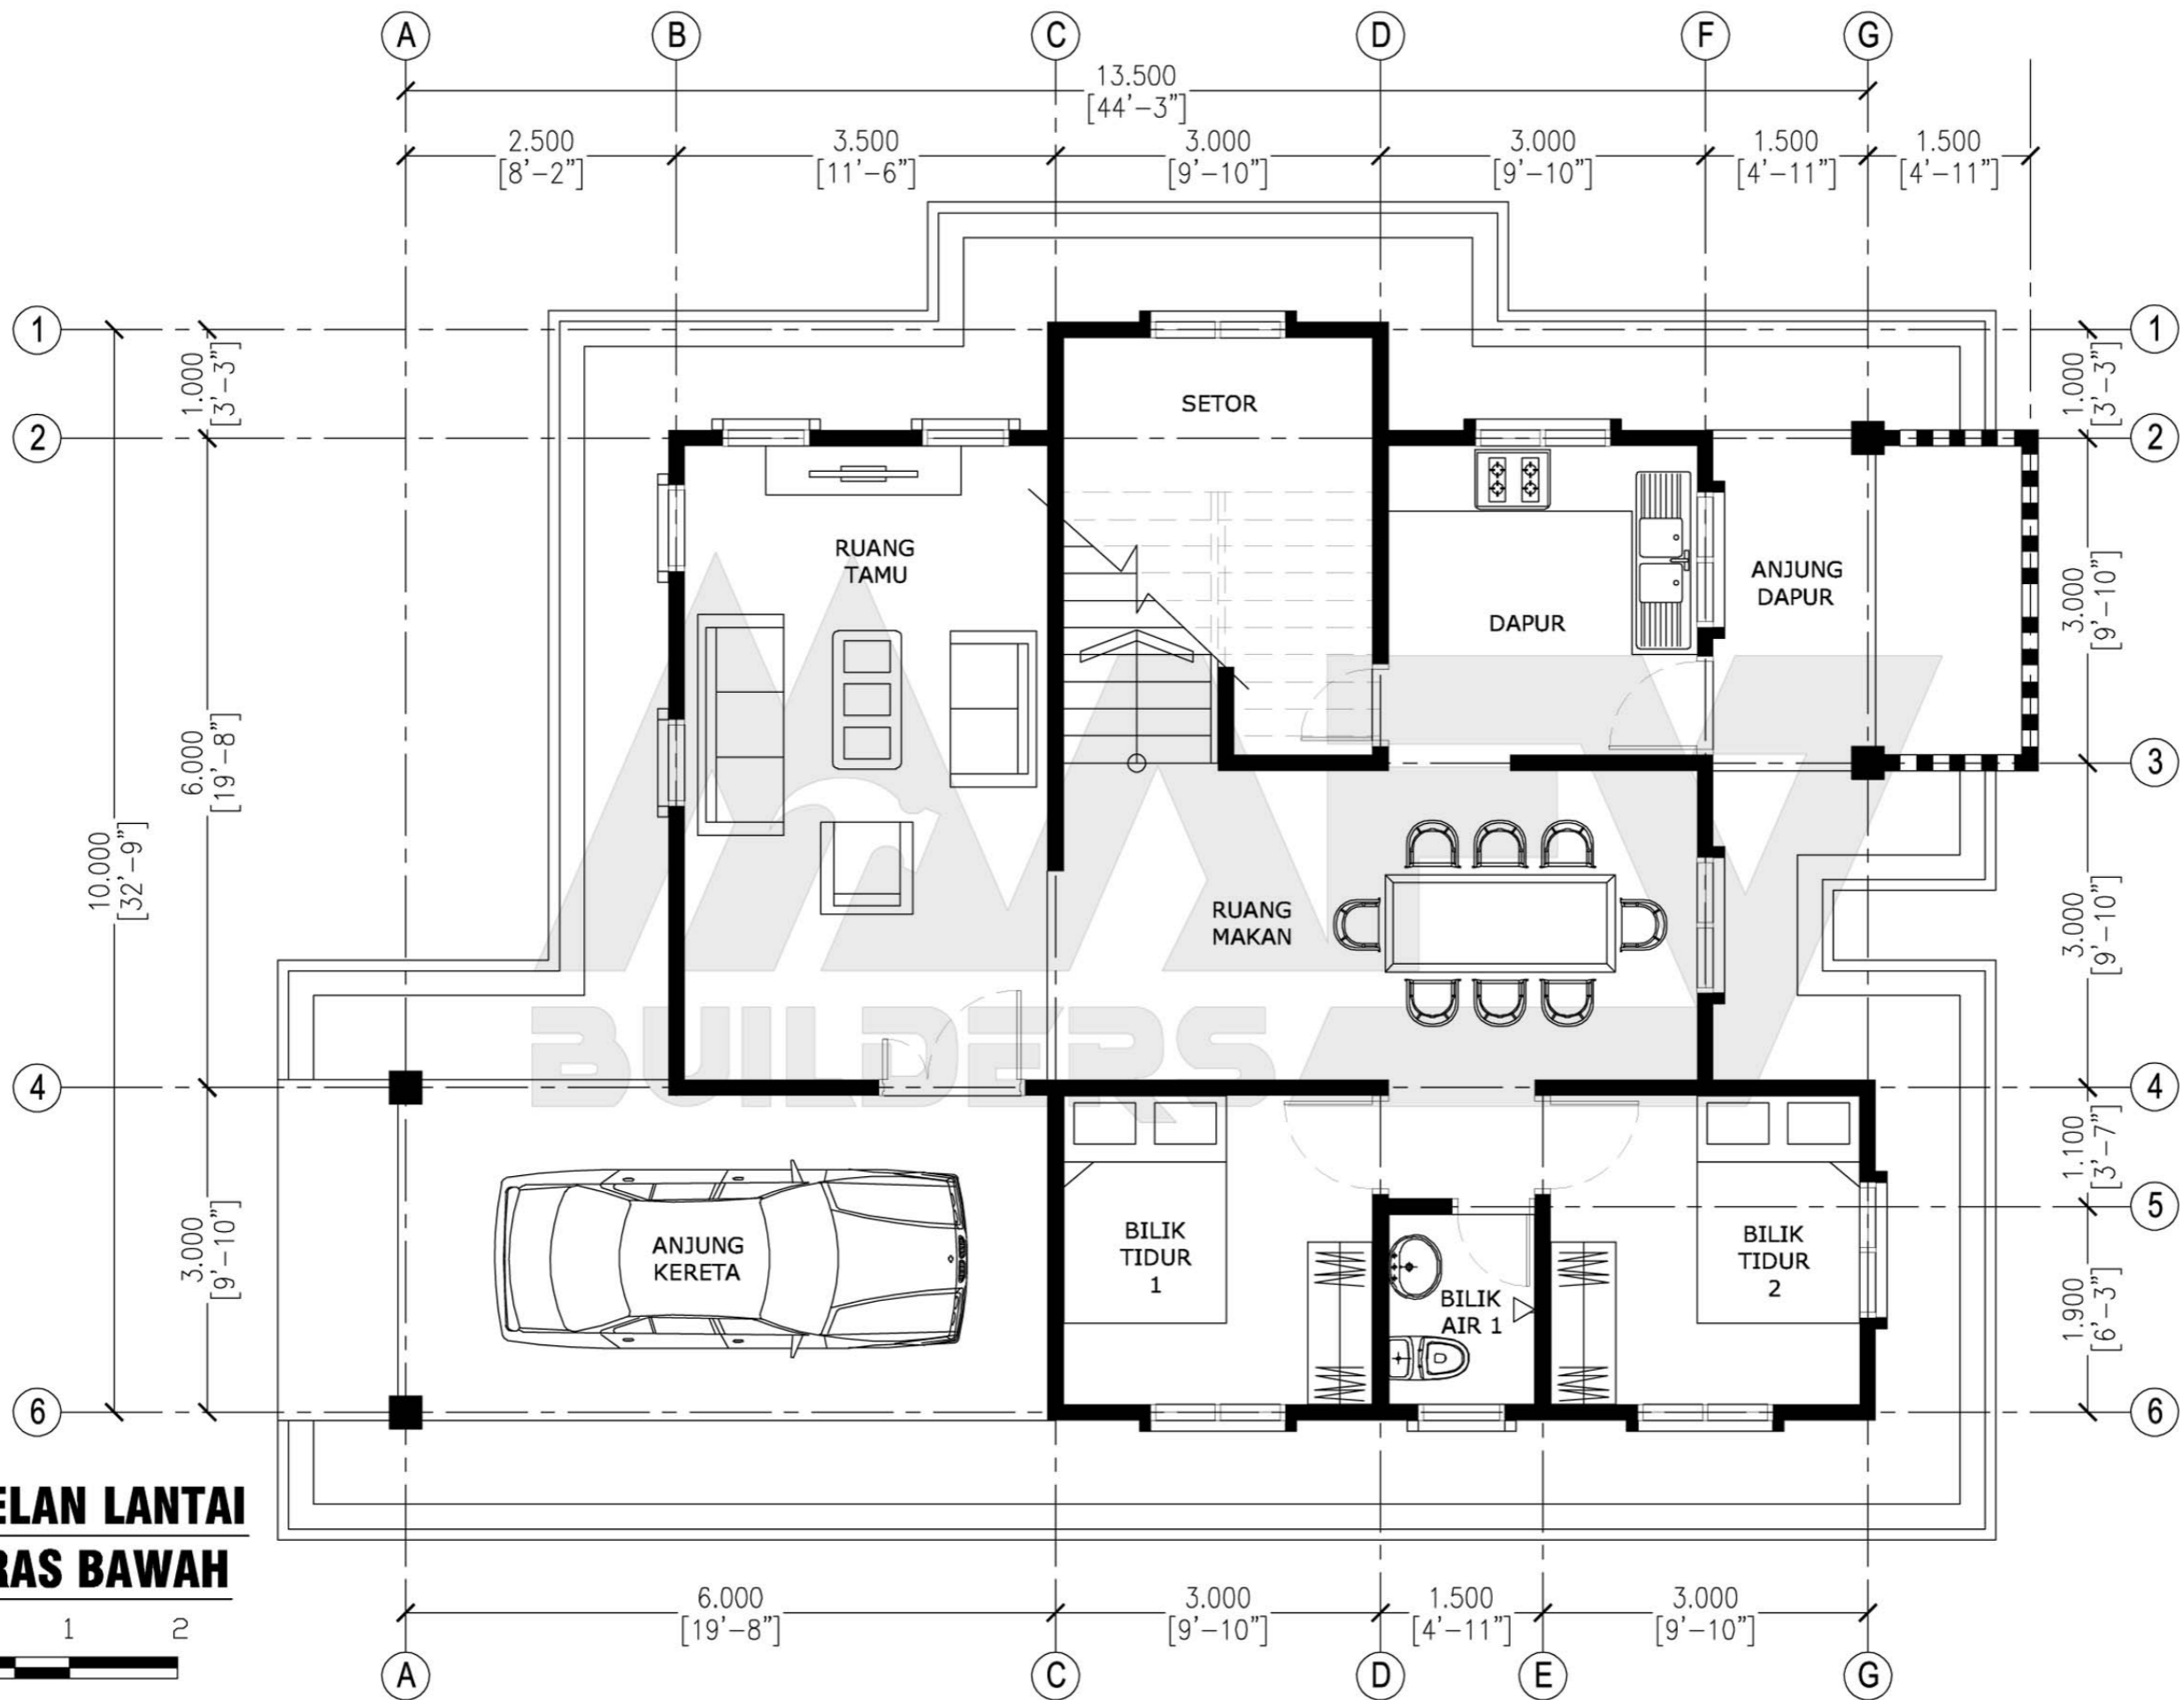 A B C D F G
13.500
[44'-3"]
2.500 3.500 3.000 3.000 1.500 1.500
[8'-2"] [11'-6"] [9'-10"] [9'-10"] [4'-11"] [4'-11"]
1 1
1.000 [3'-3"]
1.000 [3'-3"]
SETOR
2 2
RUANG
TAMU
ANJUNG
DAPUR
DAPUR
3.000 [9'-10"]
6.000 [19'-8"]
3
10.000 [32'-9"]
RUANG
MAKAN
3.000 [9'-10"]
BUILDERS
4 4
1.100 [3'-7"]
5
3.000 [9'-10"]
ANJUNG
KERETA
BILIK
TIDUR
1
BILIK
AIR 1
BILIK
TIDUR
2
1.900 [6'-3"]
6 6
ELAN LANTAI
RAS BAWAH
1 2
6.000 3.000 1.500 3.000
[19'-8"] [9'-10"] [4'-11"] [9'-10"]
A C D E G